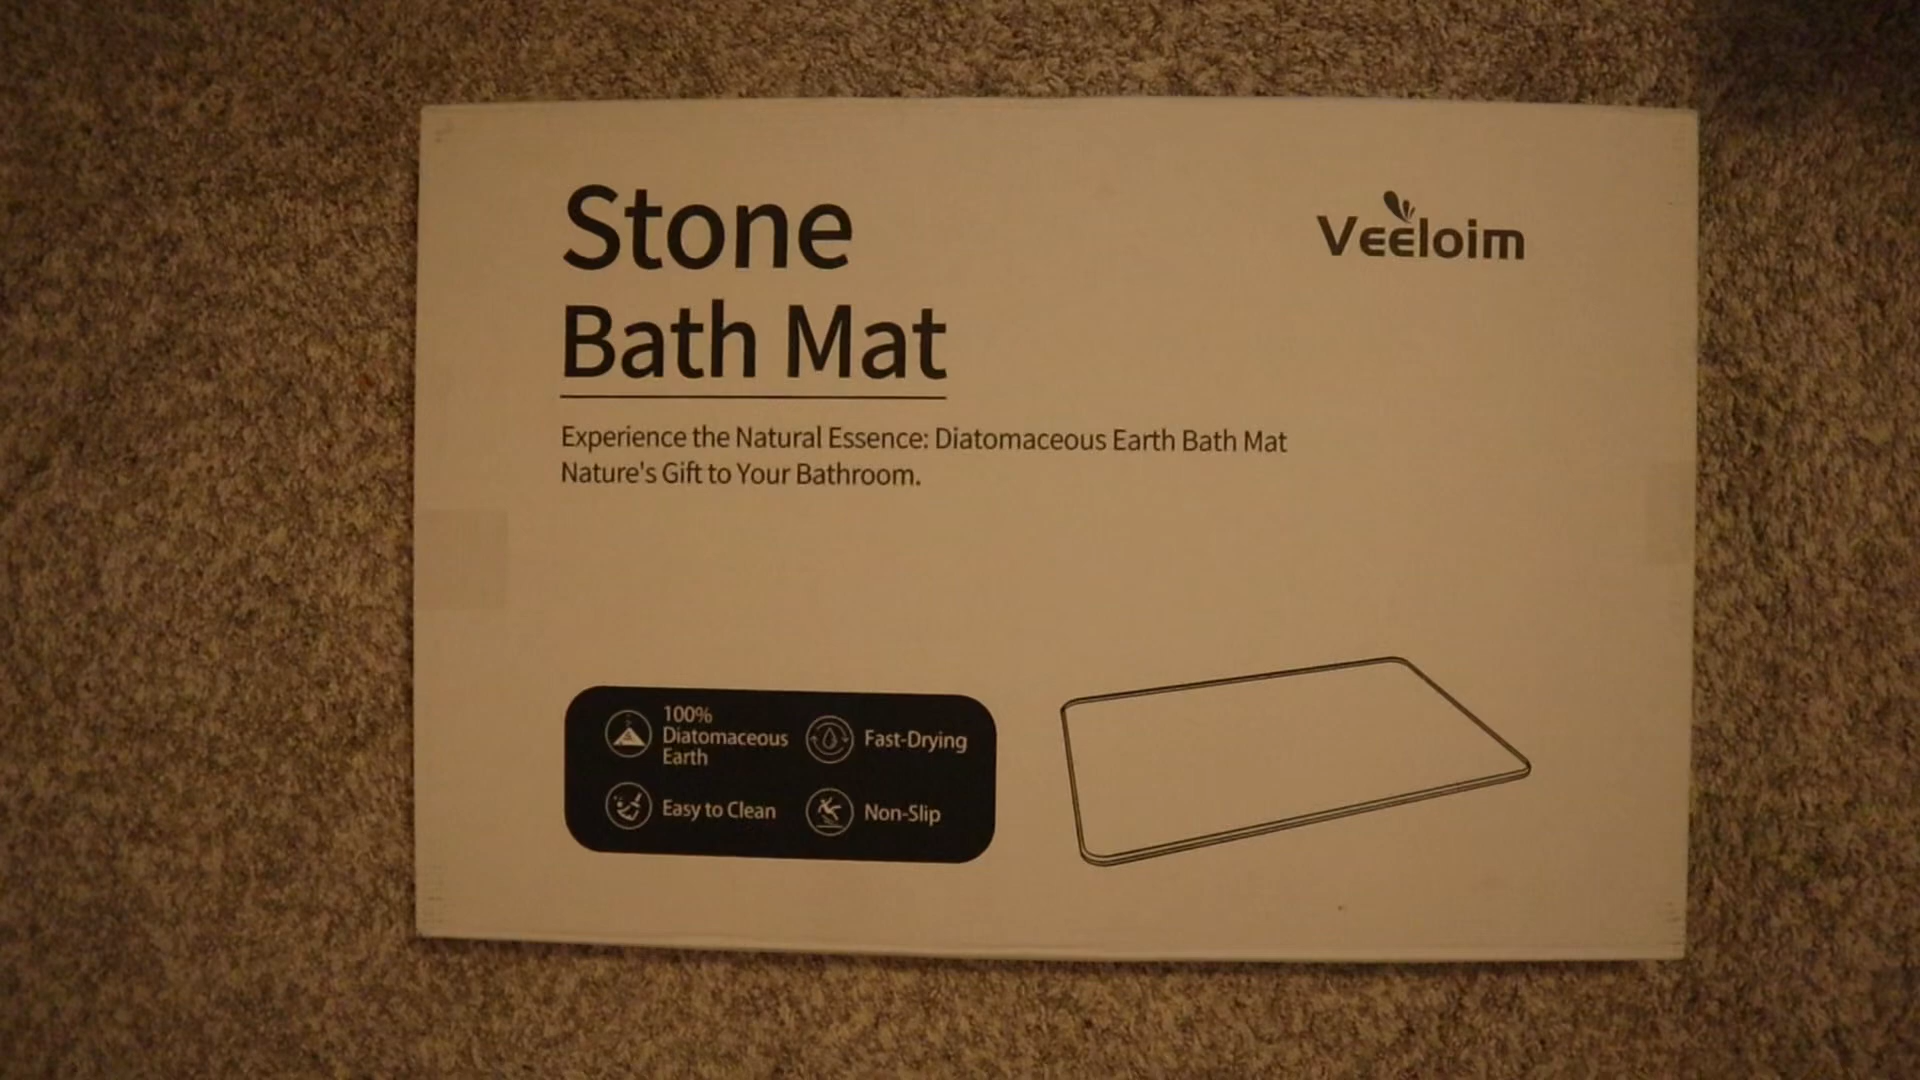 Stone
Bath Mat
Veeloim
Experience the Natural Essence: Diatomaceous Earth Bath Mat
Nature's Gift to Your Bathroom.
100%
Diatomaceous
Earth
Fast-Drying
Easy to Clean
Non-Slip